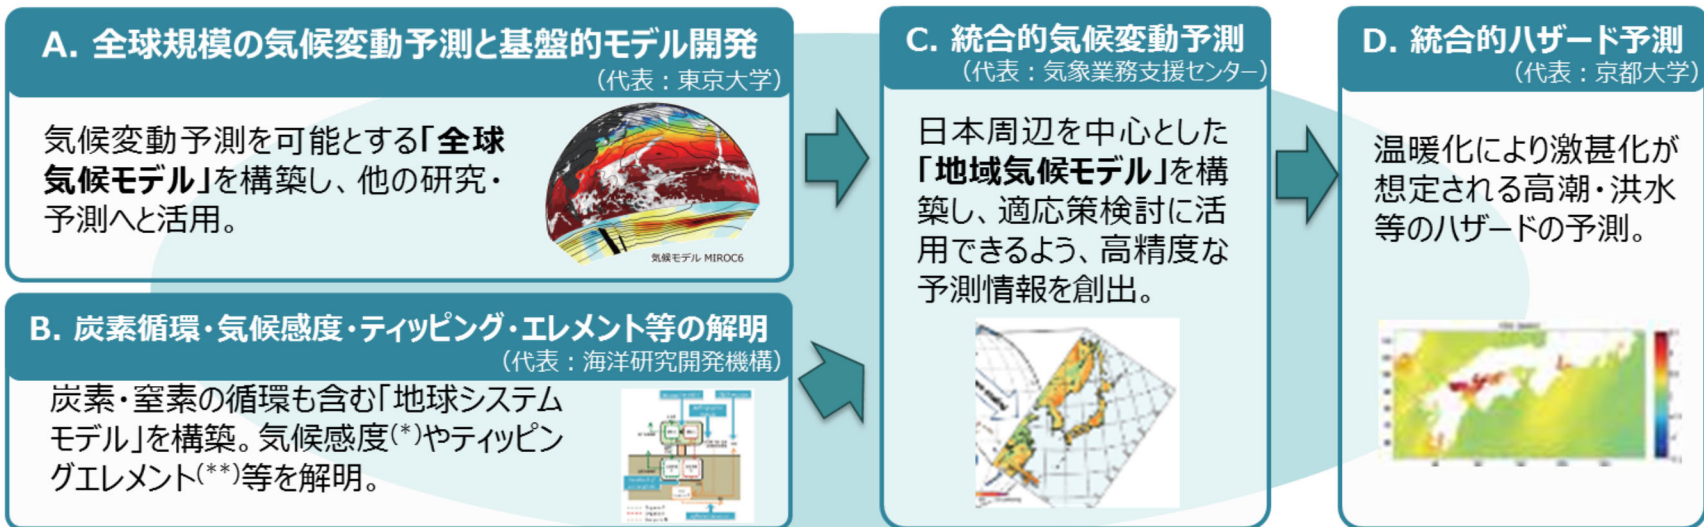 A. 全球規模の気候変動予測と基盤的モデル開発
（代表：東京大学）
気候変動予測を可能とする「全球
気候モデル」を構築し、他の研究・
予測へと活用。
気候モデル MIROC6
B. 炭素循環・気候感度・ティッピング・エレメント等の解明
（代表：海洋研究開発機構）
炭素・窒素の循環も含む「地球システム
モデル」を構築。気候感度(*)やティッピン
グエレメント(**)等を解明。
C. 統合的気候変動予測
（代表：気象業務支援センター）
日本周辺を中心とした
「地域気候モデル」を構
築し、適応策検討に活
用できるよう、高精度な
予測情報を創出。
D. 統合的ハザード予測
（代表：京都大学）
温暖化により激甚化が
想定される高潮・洪水
等のハザードの予測。